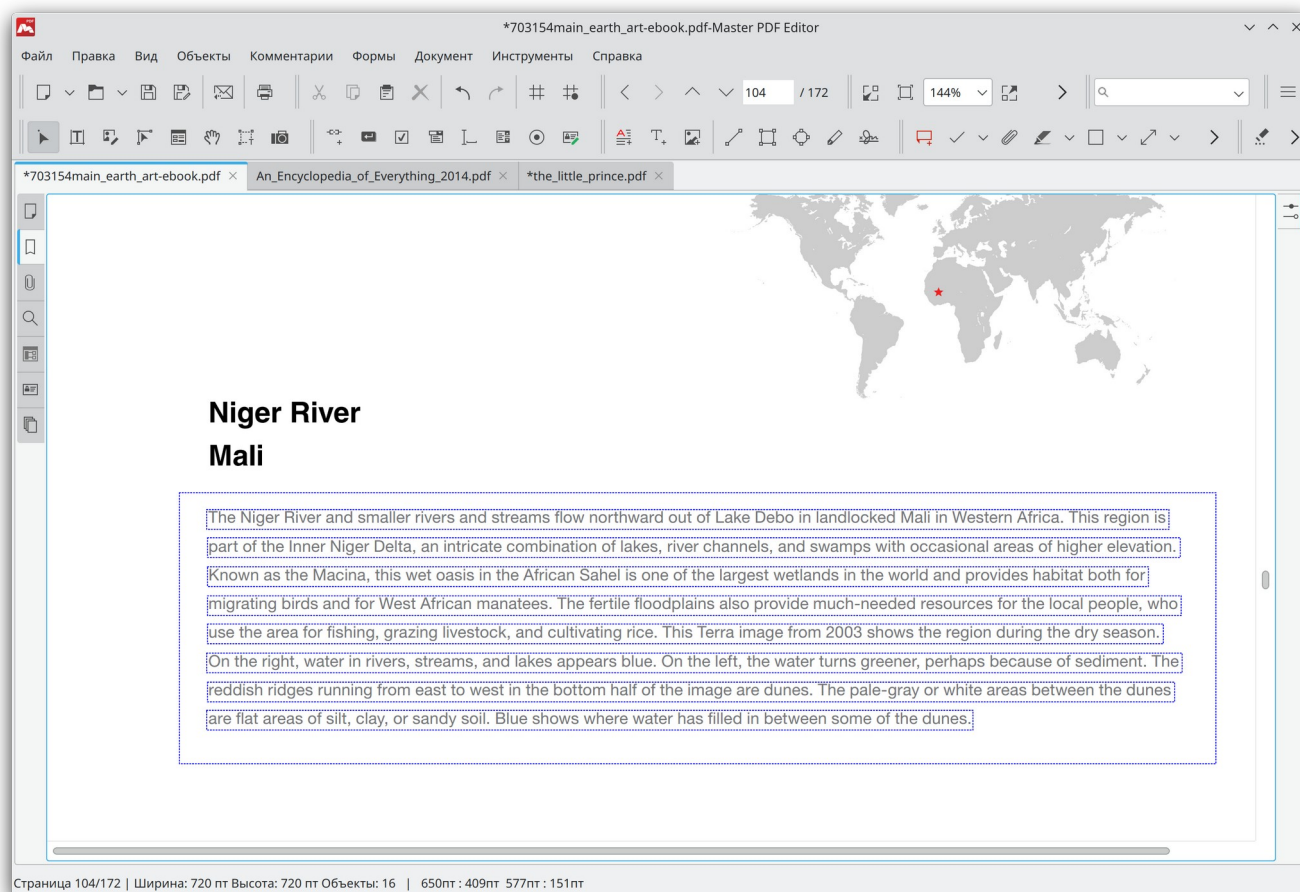 *703154main_earth_art-ebook.pdf-Master PDF Editor
Файл Правка Вид Объекты Комментарии Формы Документ Инструменты Справка
104 / 172 144%
*703154main_earth_art-ebook.pdf An_Encyclopedia_of_Everything_2014.pdf *the_little_prince.pdf
Niger River
Mali
The Niger River and smaller rivers and streams flow northward out of Lake Debo in landlocked Mali in Western Africa. This region is
part of the Inner Niger Delta, an intricate combination of lakes, river channels, and swamps with occasional areas of higher elevation.
Known as the Macina, this wet oasis in the African Sahel is one of the largest wetlands in the world and provides habitat both for
migrating birds and for West African manatees. The fertile floodplains also provide much-needed resources for the local people, who
use the area for fishing, grazing livestock, and cultivating rice. This Terra image from 2003 shows the region during the dry season.
On the right, water in rivers, streams, and lakes appears blue. On the left, the water turns greener, perhaps because of sediment. The
reddish ridges running from east to west in the bottom half of the image are dunes. The pale-gray or white areas between the dunes
are flat areas of silt, clay, or sandy soil. Blue shows where water has filled in between some of the dunes.
Страница 104/172 | Ширина: 720 пт Высота: 720 пт Объекты: 16 | 650пт : 409пт 577пт : 151пт